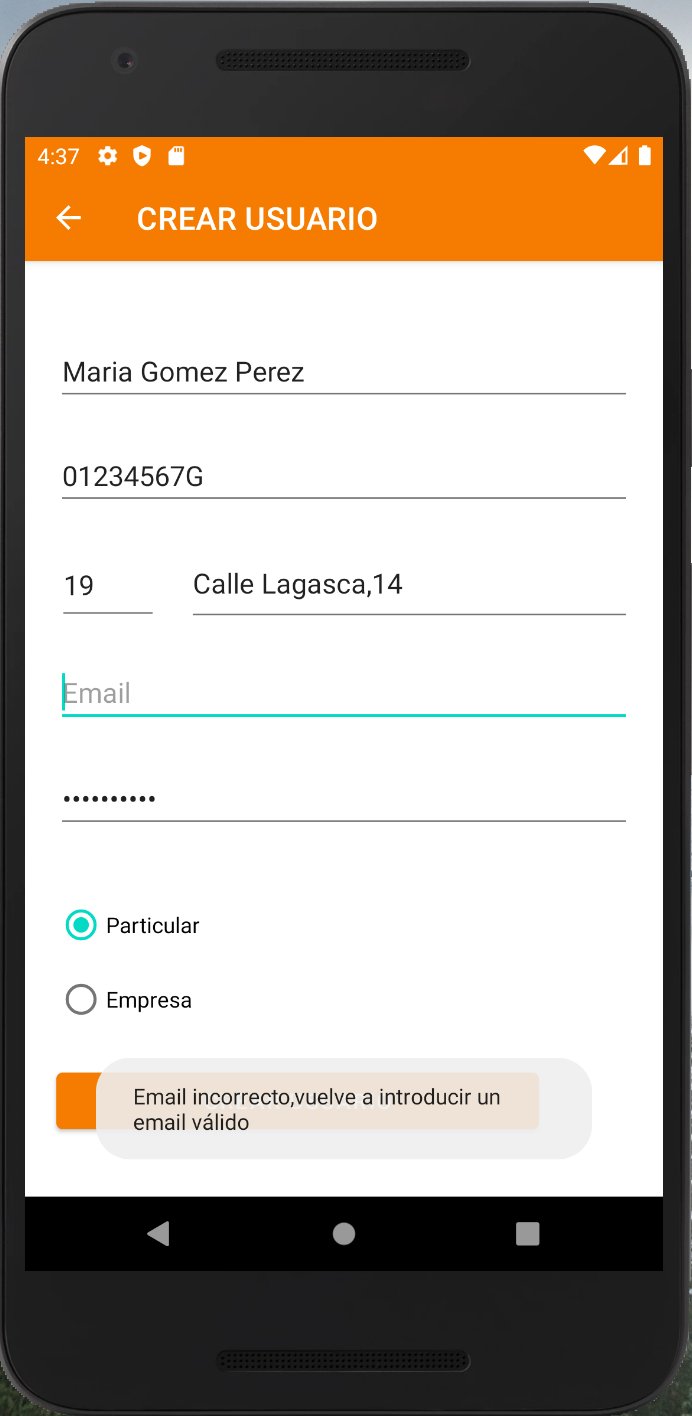 4:37
CREAR USUARIO
Maria Gomez Perez
01234567G
19 Calle Lagasca,14
Email
••••••••••
Particular
Empresa
Email incorrecto,vuelve a introducir un
email válido